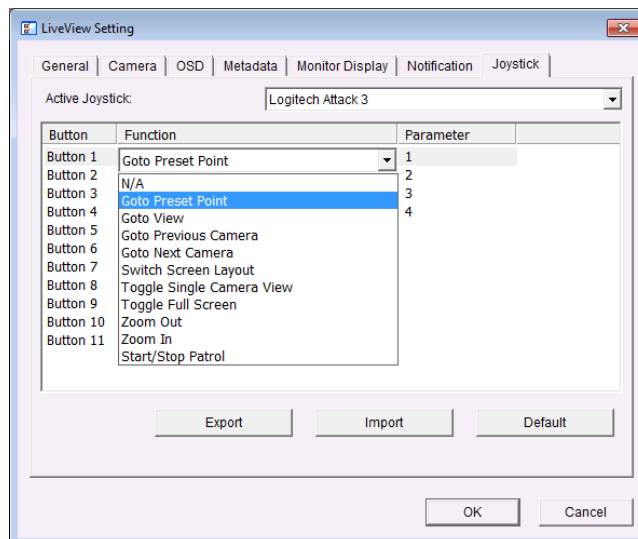 LiveView Setting
General Camera OSD Metadata Monitor Display Notification Joystick
Active Joystick: Logitech Attack 3
Button Function Parameter
Button 1 Goto Preset Point 1
Button 2 N/A 2
Button 3 Goto Preset Point 3
Button 4 Goto View 4
Button 5 Goto Previous Camera
Button 6 Goto Next Camera
Button 7 Switch Screen Layout
Button 8 Toggle Single Camera View
Button 9 Toggle Full Screen
Button 10 Zoom Out
Button 11 Zoom In
Start/Stop Patrol
Export Import Default
OK Cancel